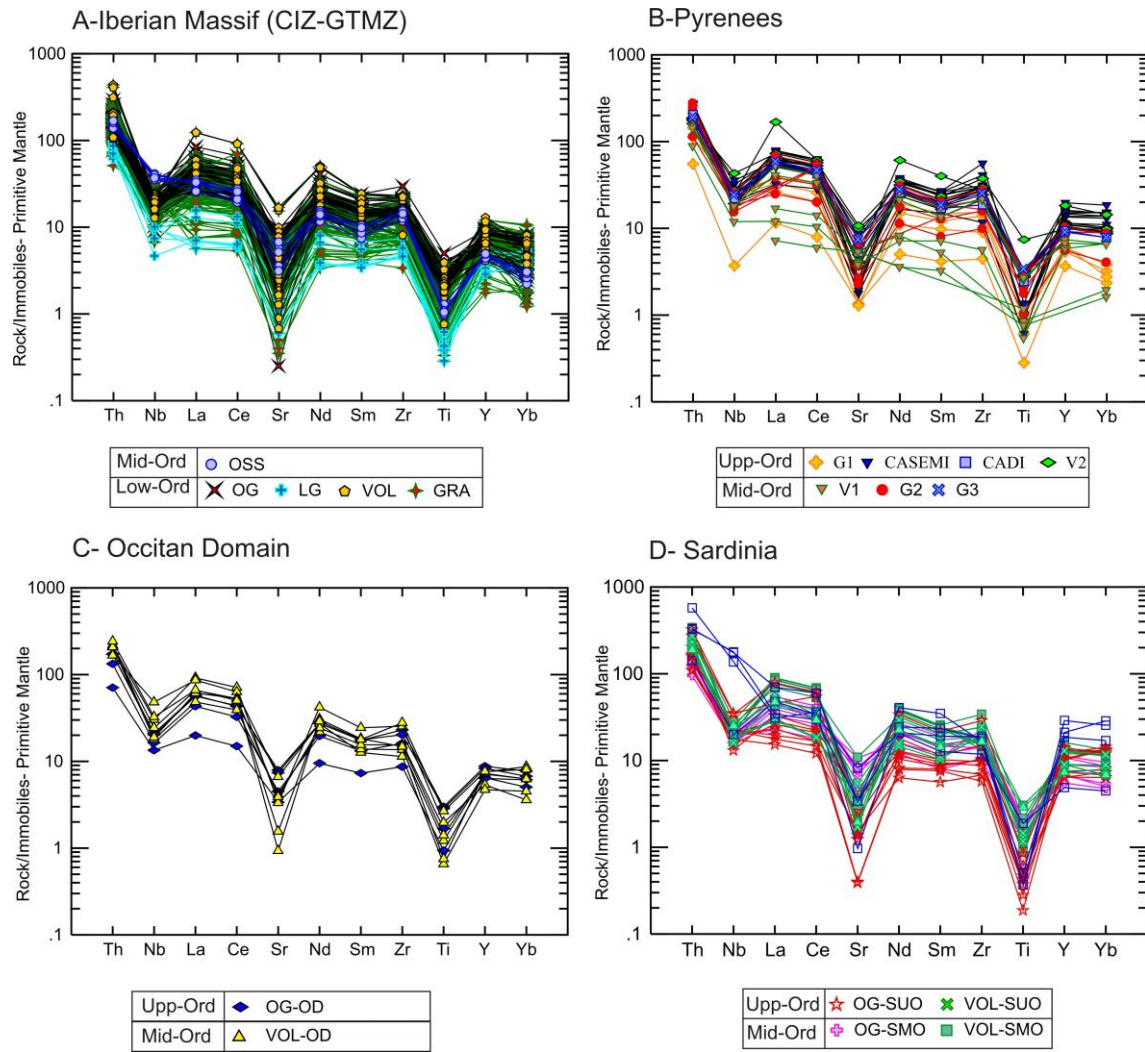 A-Iberian Massif (CIZ-GTMZ)
Rock/Immobiles- Primitive Mantle
1000
100
10
1
.1
Th Nb La Ce Sr Nd Sm Zr Ti Y Yb
Mid-Ord OSS
Low-Ord OG LG VOL GRA
B-Pyrenees
Rock/Immobiles- Primitive Mantle
1000
100
10
1
.1
Th Nb La Ce Sr Nd Sm Zr Ti Y Yb
Upp-Ord G1 CASEMI CADI V2
Mid-Ord V1 G2 G3
C- Occitan Domain
Rock/Immobiles- Primitive Mantle
1000
100
10
1
.1
Th Nb La Ce Sr Nd Sm Zr Ti Y Yb
Upp-Ord OG-OD
Mid-Ord VOL-OD
D- Sardinia
Rock/Immobiles- Primitive Mantle
1000
100
10
1
.1
Th Nb La Ce Sr Nd Sm Zr Ti Y Yb
Upp-Ord OG-SUO VOL-SUO
Mid-Ord OG-SMO VOL-SMO